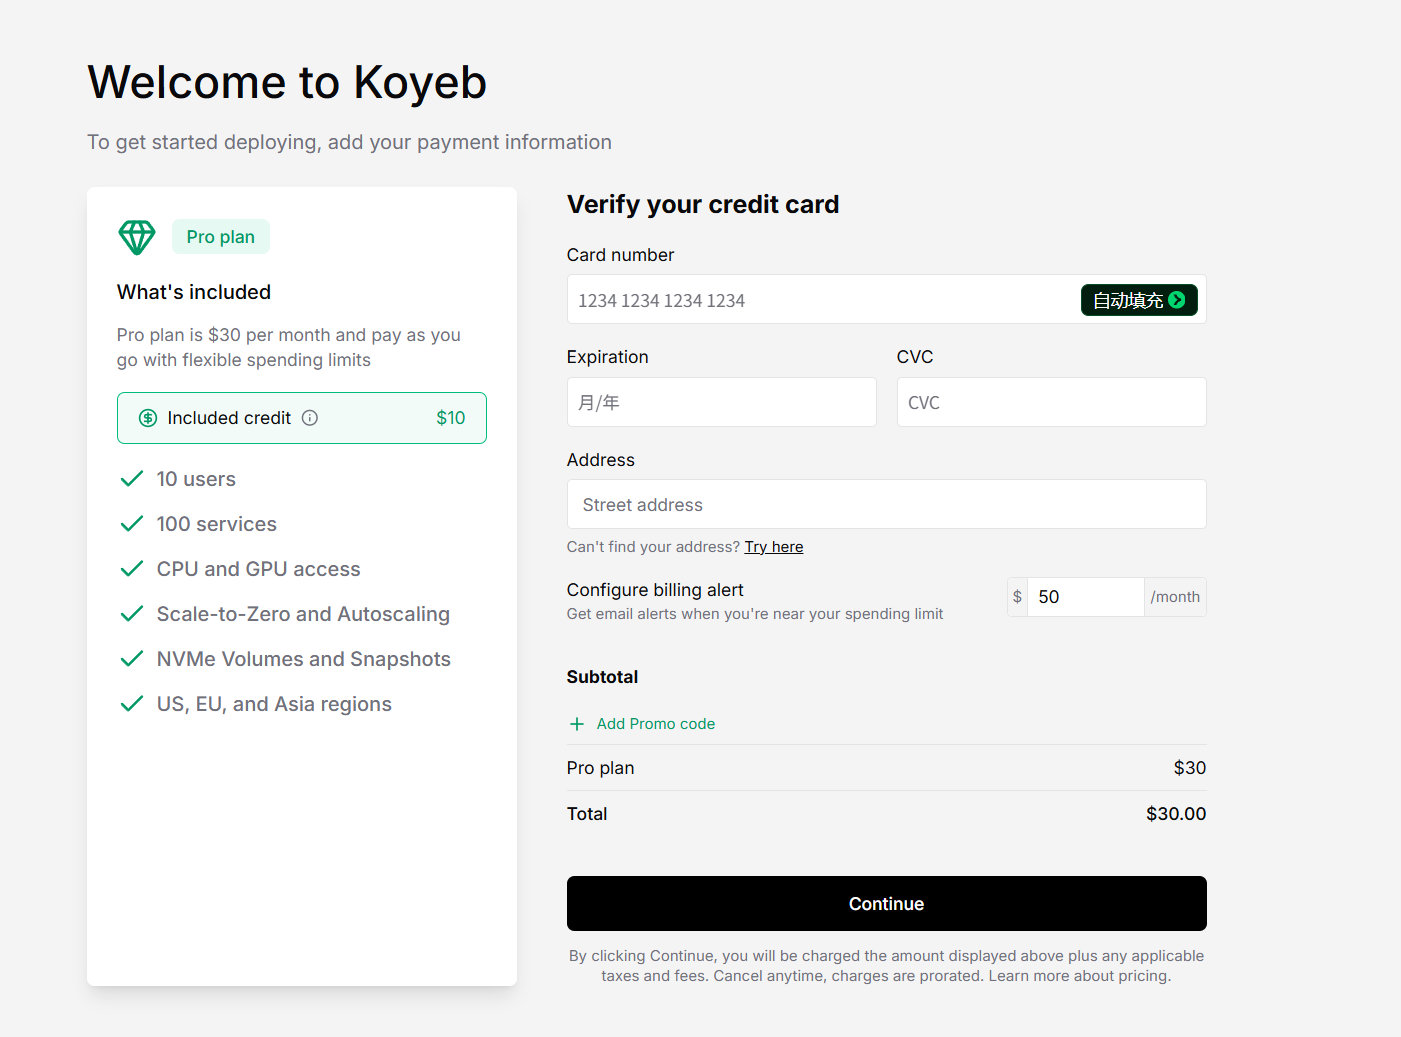 Welcome to Koyeb
To get started deploying, add your payment information
Pro plan
What's included
Pro plan is $30 per month and pay as you
go with flexible spending limits
Included credit $10
10 users
100 services
CPU and GPU access
Scale-to-Zero and Autoscaling
NVMe Volumes and Snapshots
US, EU, and Asia regions
Verify your credit card
Card number
1234 1234 1234 1234 自动填充
Expiration CVC
月/年 CVC
Address
Street address
Can't find your address? Try here
Configure billing alert $ 50 /month
Get email alerts when you're near your spending limit
Subtotal
Add Promo code
Pro plan $30
Total $30.00
Continue
By clicking Continue, you will be charged the amount displayed above plus any applicable
taxes and fees. Cancel anytime, charges are prorated. Learn more about pricing.